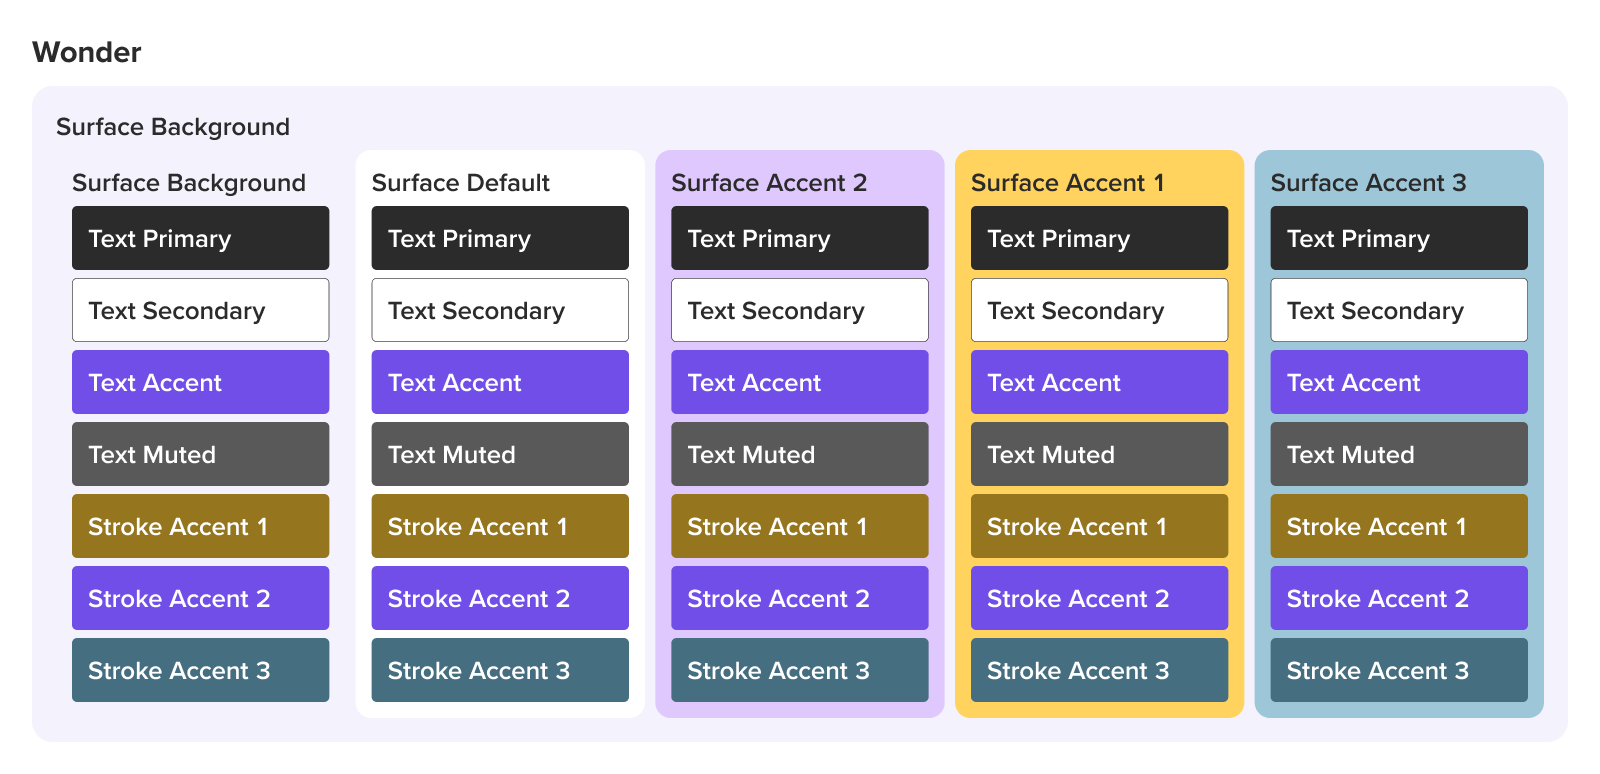 Wonder
Surface Background
Surface Background
Text Primary
Text Secondary
Text Accent
Text Muted
Stroke Accent 1
Stroke Accent 2
Stroke Accent 3
Surface Default
Text Primary
Text Secondary
Text Accent
Text Muted
Stroke Accent 1
Stroke Accent 2
Stroke Accent 3
Surface Accent 2
Text Primary
Text Secondary
Text Accent
Text Muted
Stroke Accent 1
Stroke Accent 2
Stroke Accent 3
Surface Accent 1
Text Primary
Text Secondary
Text Accent
Text Muted
Stroke Accent 1
Stroke Accent 2
Stroke Accent 3
Surface Accent 3
Text Primary
Text Secondary
Text Accent
Text Muted
Stroke Accent 1
Stroke Accent 2
Stroke Accent 3